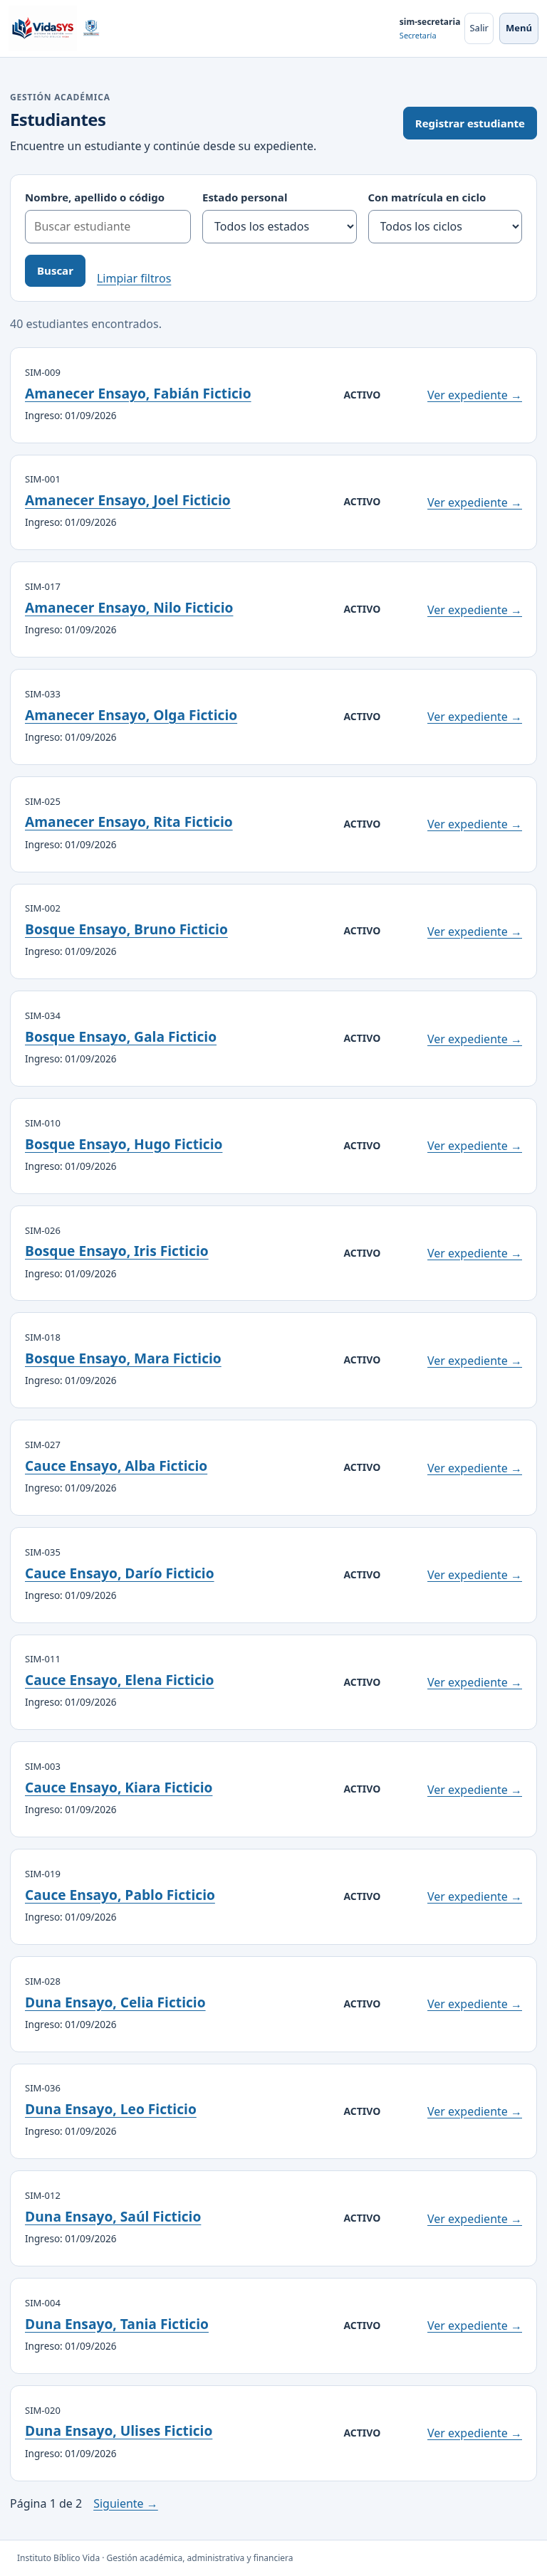 VidaSYS
sim-secretaria
Secretaría
Salir
Menú
GESTIÓN ACADÉMICA
Estudiantes
Encuentre un estudiante y continúe desde su expediente.
Registrar estudiante
Nombre, apellido o código
Estado personal
Con matrícula en ciclo
Buscar estudiante
Todos los estados
Todos los ciclos
Buscar
Limpiar filtros
40 estudiantes encontrados.
SIM-009
Amanecer Ensayo, Fabián Ficticio
ACTIVO
Ver expediente →
Ingreso: 01/09/2026
SIM-001
Amanecer Ensayo, Joel Ficticio
ACTIVO
Ver expediente →
Ingreso: 01/09/2026
SIM-017
Amanecer Ensayo, Nilo Ficticio
ACTIVO
Ver expediente →
Ingreso: 01/09/2026
SIM-033
Amanecer Ensayo, Olga Ficticio
ACTIVO
Ver expediente →
Ingreso: 01/09/2026
SIM-025
Amanecer Ensayo, Rita Ficticio
ACTIVO
Ver expediente →
Ingreso: 01/09/2026
SIM-002
Bosque Ensayo, Bruno Ficticio
ACTIVO
Ver expediente →
Ingreso: 01/09/2026
SIM-034
Bosque Ensayo, Gala Ficticio
ACTIVO
Ver expediente →
Ingreso: 01/09/2026
SIM-010
Bosque Ensayo, Hugo Ficticio
ACTIVO
Ver expediente →
Ingreso: 01/09/2026
SIM-026
Bosque Ensayo, Iris Ficticio
ACTIVO
Ver expediente →
Ingreso: 01/09/2026
SIM-018
Bosque Ensayo, Mara Ficticio
ACTIVO
Ver expediente →
Ingreso: 01/09/2026
SIM-027
Cauce Ensayo, Alba Ficticio
ACTIVO
Ver expediente →
Ingreso: 01/09/2026
SIM-035
Cauce Ensayo, Darío Ficticio
ACTIVO
Ver expediente →
Ingreso: 01/09/2026
SIM-011
Cauce Ensayo, Elena Ficticio
ACTIVO
Ver expediente →
Ingreso: 01/09/2026
SIM-003
Cauce Ensayo, Kiara Ficticio
ACTIVO
Ver expediente →
Ingreso: 01/09/2026
SIM-019
Cauce Ensayo, Pablo Ficticio
ACTIVO
Ver expediente →
Ingreso: 01/09/2026
SIM-028
Duna Ensayo, Celia Ficticio
ACTIVO
Ver expediente →
Ingreso: 01/09/2026
SIM-036
Duna Ensayo, Leo Ficticio
ACTIVO
Ver expediente →
Ingreso: 01/09/2026
SIM-012
Duna Ensayo, Saúl Ficticio
ACTIVO
Ver expediente →
Ingreso: 01/09/2026
SIM-004
Duna Ensayo, Tania Ficticio
ACTIVO
Ver expediente →
Ingreso: 01/09/2026
SIM-020
Duna Ensayo, Ulises Ficticio
ACTIVO
Ver expediente →
Ingreso: 01/09/2026
Página 1 de 2
Siguiente →
Instituto Bíblico Vida · Gestión académica, administrativa y financiera